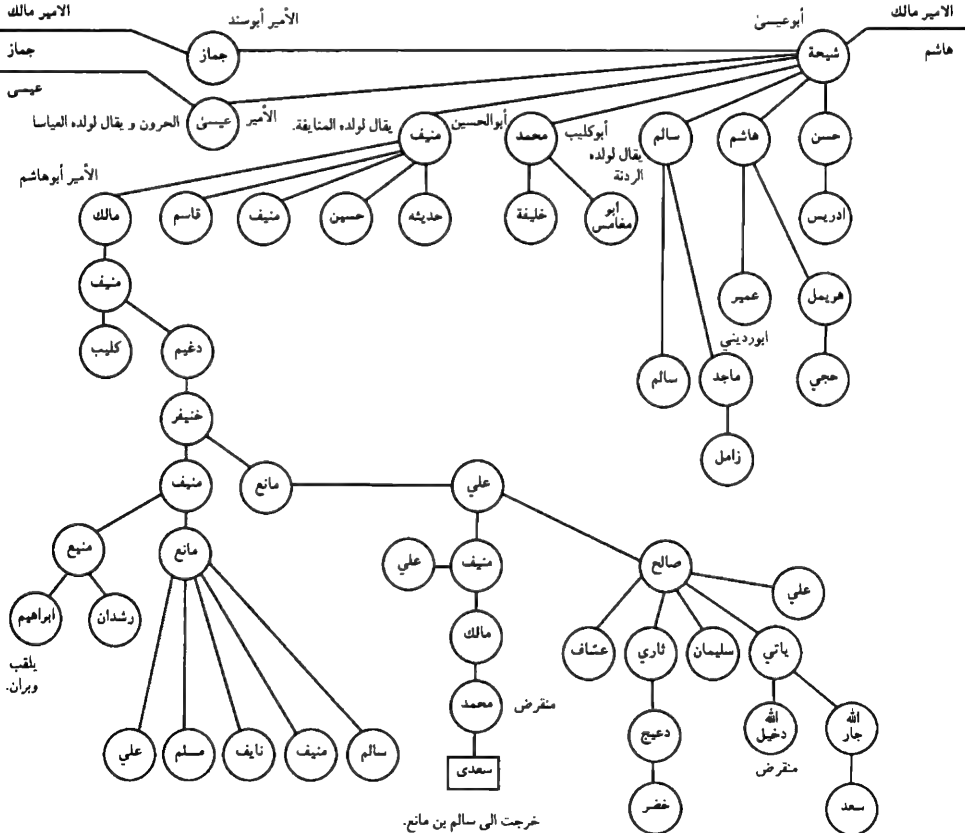 الامير مالك
الأمير أبوسند
أبوعيسىٰ
الامير مالك
هاشم
جماز
جماز
شيحة
عيسى
الحرون و يقال لولده العياسا
عيسىٰ
الأمير
يقال لولده المنايفة.
منيف
أبوالحسين
محمد
أبوكليب
سالم
يقال لولده
الردنة
هاشم
حسن
الأمير أبوهاشم
مالك
قاسم
منيف
حسين
حديثه
خليفة
أبو
مغامس
ادريس
منيف
عمير
هويمل
ابورديني
كليب
دغيم
سالم
ماجد
حجي
خنيفر
زامل
منيف
مانع
علي
منيع
مانع
علي
منيف
صالح
علي
ابراهيم
رشدان
يلقب
وبران.
مالك
عشاف
ثاري
سليمان
ياتي
محمد
منقرض
علي
مسلم
نايف
منيف
سالم
سعدى
دعيج
الله
دخيل
منقرض
الله
جار
خضر
سعد
خرجت الى سالم بن مانع.